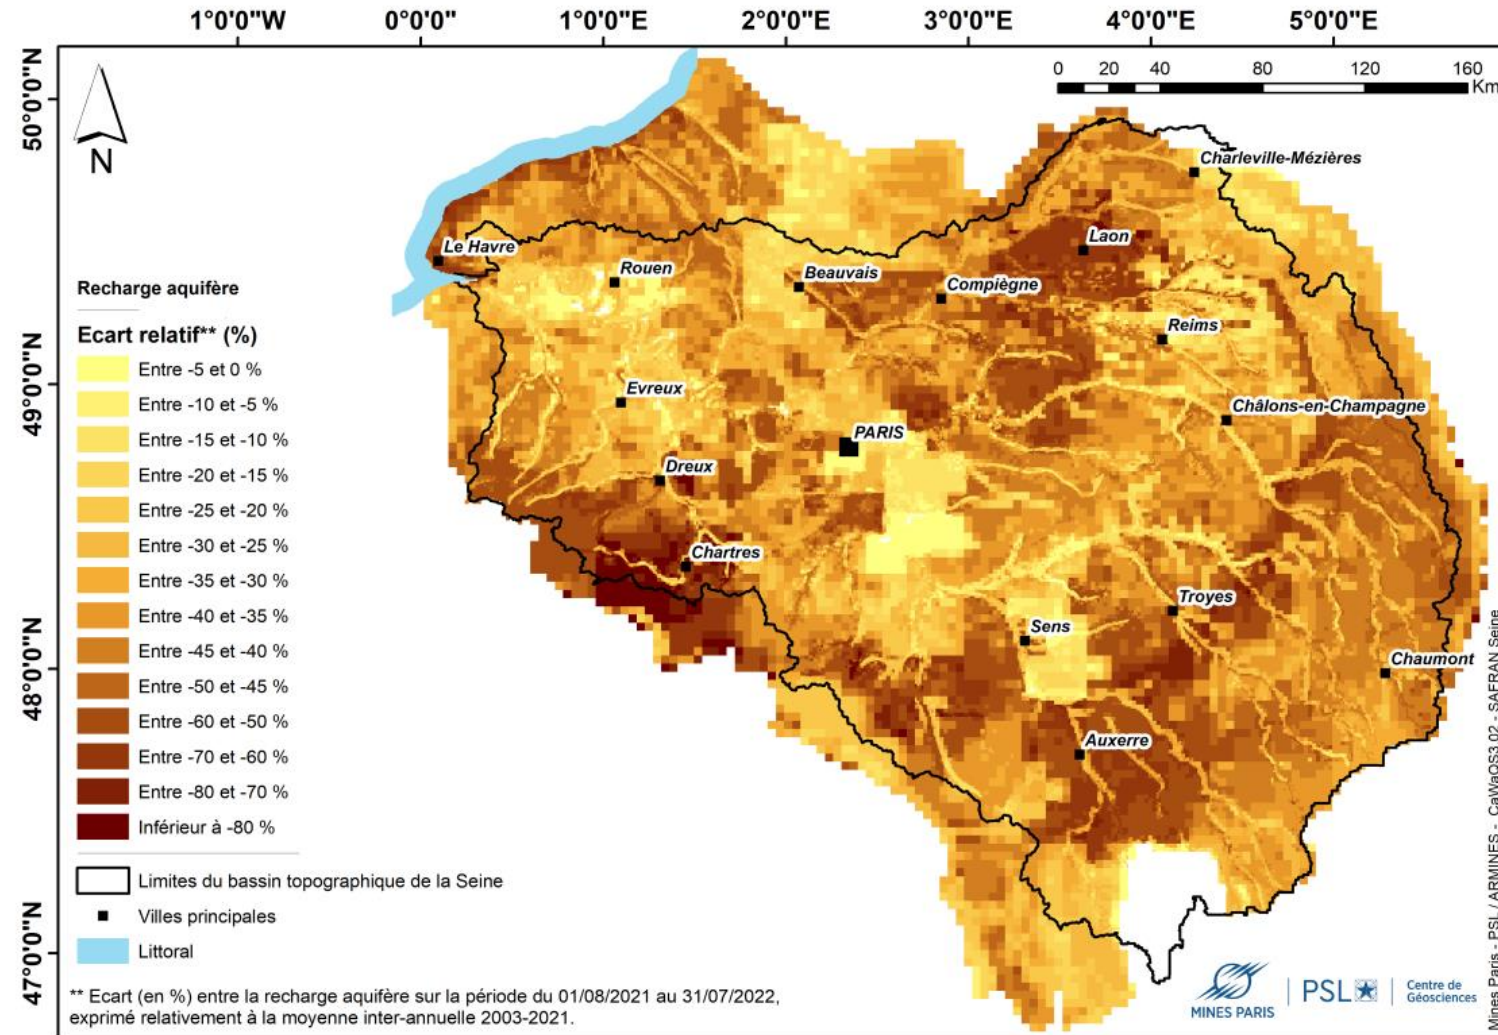 1°0'0"W
0°0'0"
1°0'0"E
2°0'0"E
3°0'0"E
4°0'0"E
5°0'0"E
50°0'0"N
49°0'0"N
48°0'0"N
47°0'0"N
N
0 20 40 80 120 160
Km
Charleville-Mézières
Laon
Le Havre
Rouen
Beauvais
Compiègne
Reims
Evreux
Châlons-en-Champagne
PARIS
Dreux
Chartres
Troyes
Sens
Chaumont
Auxerre
Recharge aquifère
Ecart relatif** (%)
Entre -5 et 0 %
Entre -10 et -5 %
Entre -15 et -10 %
Entre -20 et -15 %
Entre -25 et -20 %
Entre -30 et -25 %
Entre -35 et -30 %
Entre -40 et -35 %
Entre -45 et -40 %
Entre -50 et -45 %
Entre -60 et -50 %
Entre -70 et -60 %
Entre -80 et -70 %
Inférieur à -80 %
Limites du bassin topographique de la Seine
Villes principales
Littoral
** Ecart (en %) entre la recharge aquifère sur la période du 01/08/2021 au 31/07/2022,
exprimé relativement à la moyenne inter-annuelle 2003-2021.
MINES PARIS
PSL
Centre de
Géosciences
Mines Paris - PSL / ARMINES - CaWaQS3.02 - SAFRAN Seine